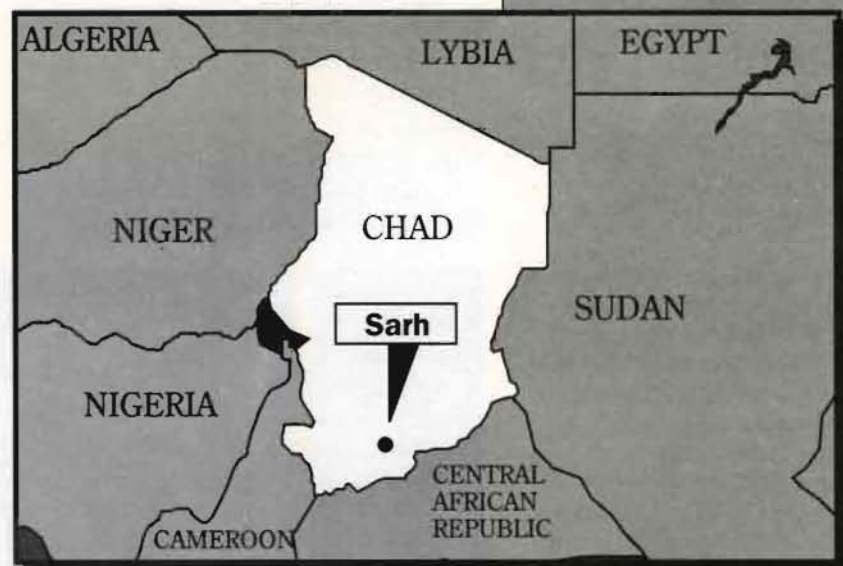 ALGERIA
LYBIA
EGYPT
NIGER
CHAD
SUDAN
Sarh
NIGERIA
CENTRAL
AFRICAN
REPUBLIC
CAMEROON